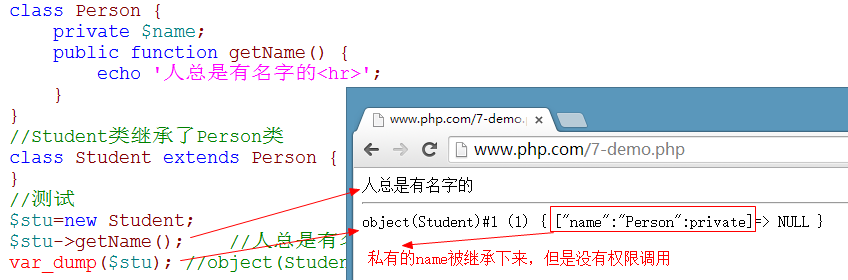 class Person {
    private $name;
    public function getName() {
        echo '人总是有名字的<hr>';
    }
}
//Student类继承了Person类
class Student extends Person {
}
//测试
$stu=new Student;
$stu->getName();    //人总是有
var_dump($stu); //object(Studen
www.php.com/7-demo.p
www.php.com/7-demo.php
人总是有名字的
object(Student)#1 (1) { ["name":"Person":private]=> NULL }
私有的name被继承下来，但是没有权限调用